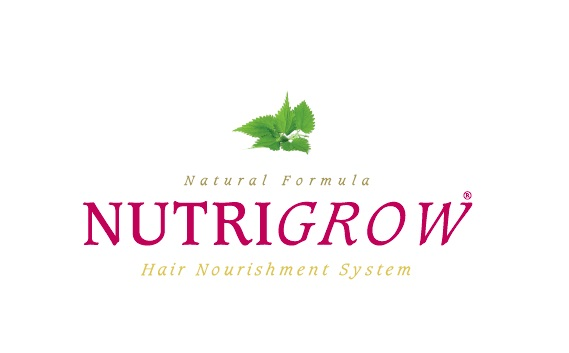 Natural Formula
NUTRIGROW®
Hair Nourishment System